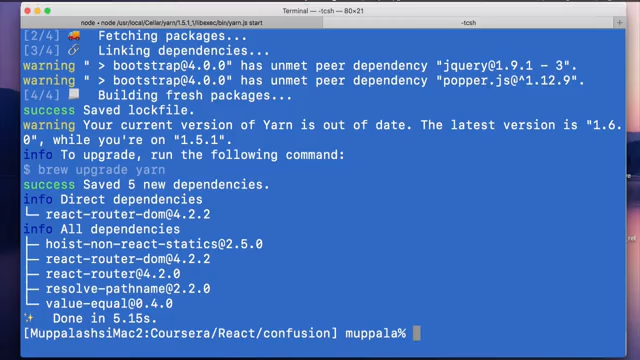 Terminal — -tcsh — 80×21
node • node /usr/local/Cellar/yarn/1.5.1_1/libexec/bin/yarn.js start
-tcsh
[2/4] Fetching packages...
[3/4] Linking dependencies...
warning " > bootstrap@4.0.0" has unmet peer dependency "jquery@1.9.1 - 3".
warning " > bootstrap@4.0.0" has unmet peer dependency "popper.js@^1.12.9".
[4/4] Building fresh packages...
success Saved lockfile.
warning Your current version of Yarn is out of date. The latest version is "1.6.
0", while you're on "1.5.1".
info To upgrade, run the following command:
$ brew upgrade yarn
success Saved 5 new dependencies.
info Direct dependencies
└─ react-router-dom@4.2.2
info All dependencies
├─ hoist-non-react-statics@2.5.0
├─ react-router-dom@4.2.2
├─ react-router@4.2.0
├─ resolve-pathname@2.2.0
└─ value-equal@0.4.0
✨ Done in 5.15s.
[MuppalashsiMac2:Coursera/React/confusion] muppala%